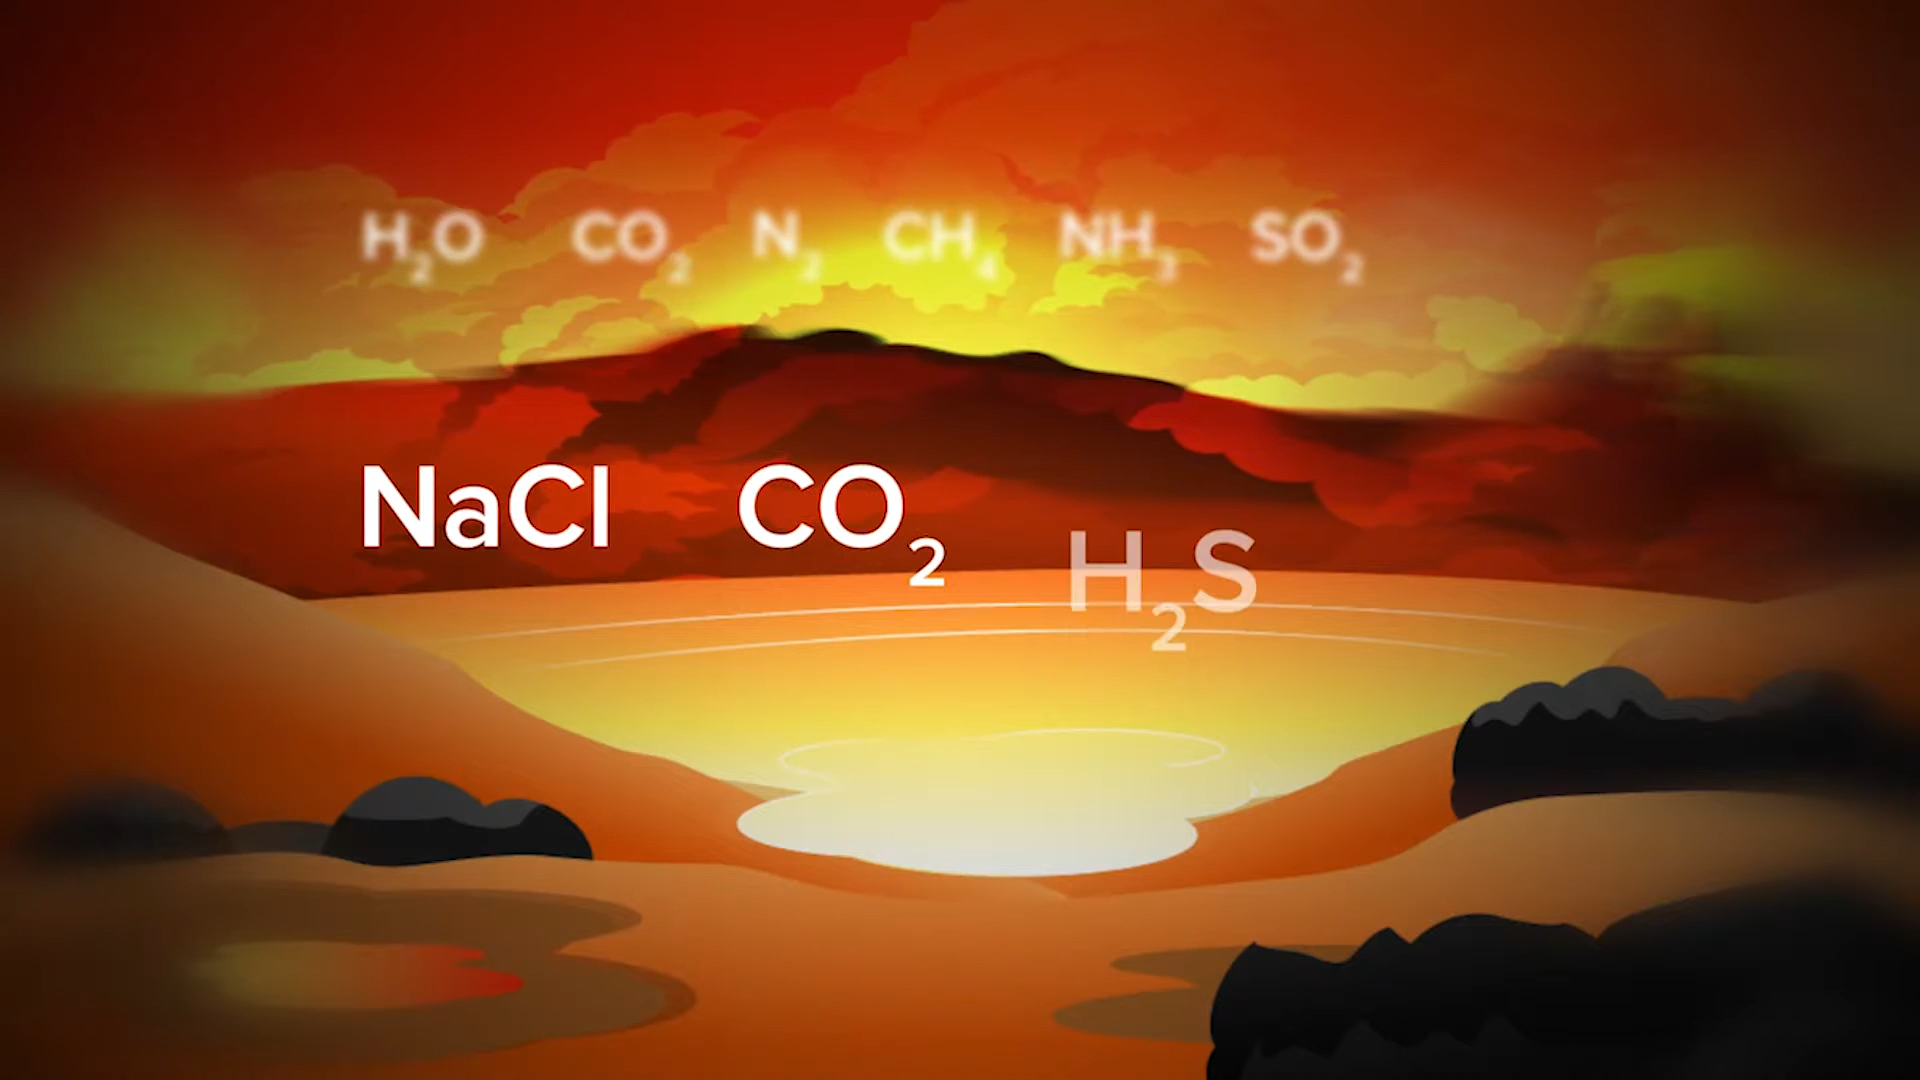 H₂O CO₂ N₂ CH₄ NH₃ SO₂
NaCl CO₂ H₂S